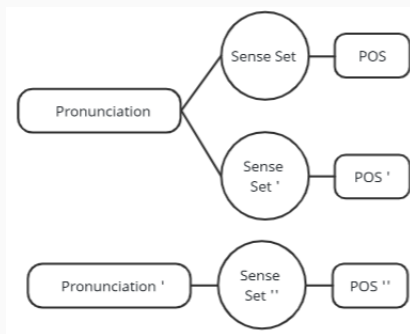 Sense Set
POS
Pronunciation
Sense
Set '
POS '
Pronunciation '
Sense
Set ''
POS ''